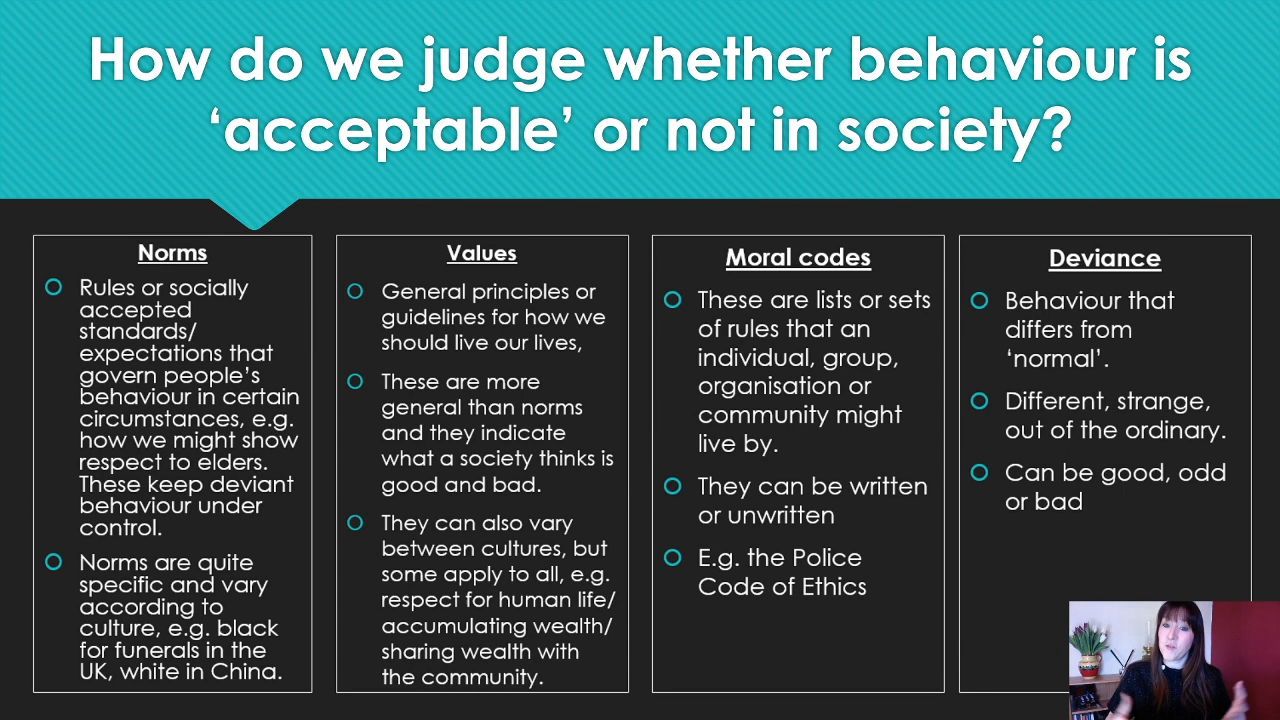 How do we judge whether behaviour is
‘acceptable’ or not in society?
Norms
Rules or socially
accepted
standards/
expectations that
govern people’s
behaviour in certain
circumstances, e.g.
how we might show
respect to elders.
These keep deviant
behaviour under
control.
Norms are quite
specific and vary
according to
culture, e.g. black
for funerals in the
UK, white in China.
Values
General principles or
guidelines for how we
should live our lives,
These are more
general than norms
and they indicate
what a society thinks is
good and bad.
They can also vary
between cultures, but
some apply to all, e.g.
respect for human life/
accumulating wealth/
sharing wealth with
the community.
Moral codes
These are lists or sets
of rules that an
individual, group,
organisation or
community might
live by.
They can be written
or unwritten
E.g. the Police
Code of Ethics
Deviance
Behaviour that
differs from
‘normal’.
Different, strange,
out of the ordinary.
Can be good, odd
or bad